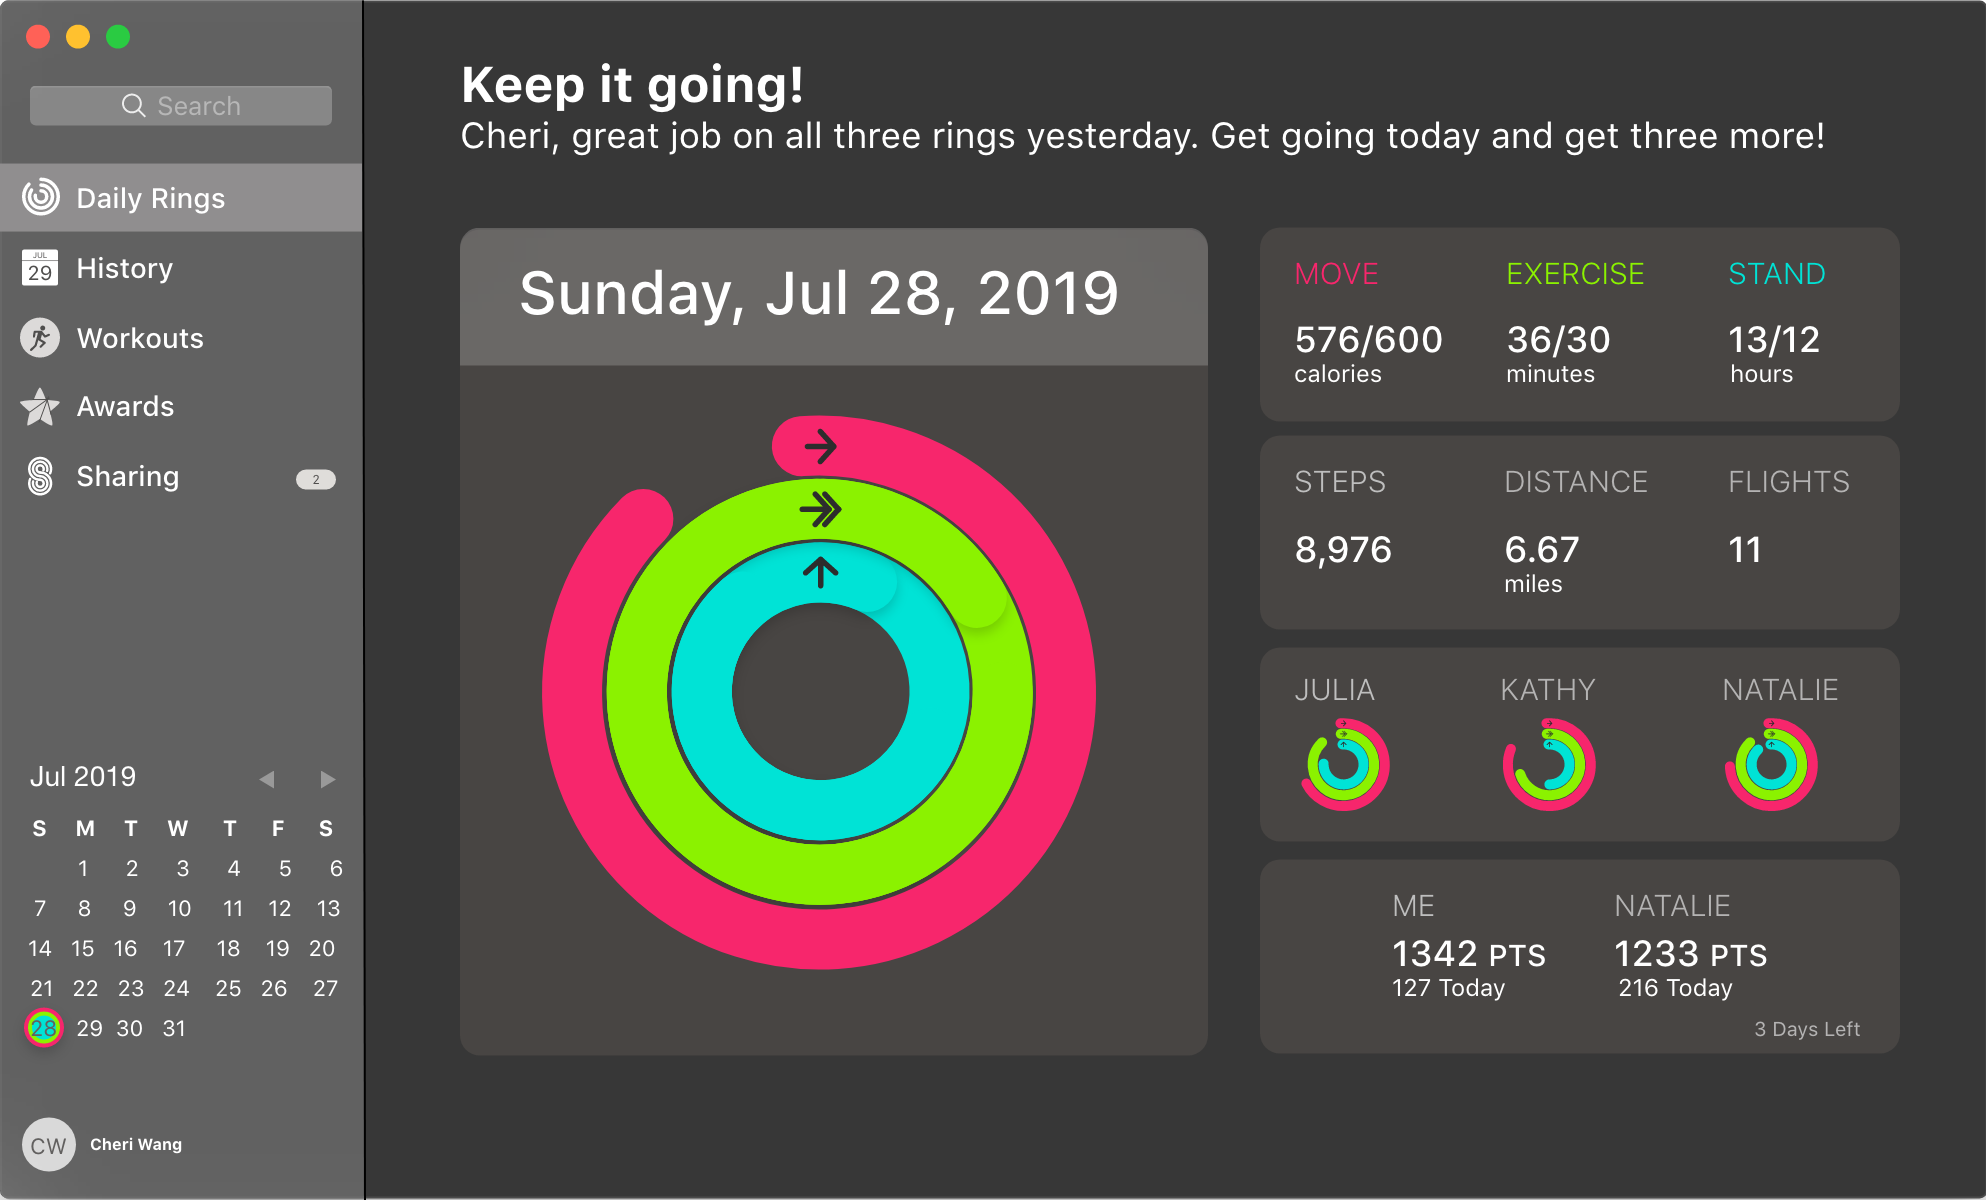 Search
Daily Rings
JUL
29
History
Workouts
Awards
Sharing
2
Jul 2019
S M T W T F S
1 2 3 4 5 6
7 8 9 10 11 12 13
14 15 16 17 18 19 20
21 22 23 24 25 26 27
28 29 30 31
CW
Cheri Wang
Keep it going!
Cheri, great job on all three rings yesterday. Get going today and get three more!
Sunday, Jul 28, 2019
MOVE EXERCISE STAND
576/600 36/30 13/12
calories minutes hours
STEPS DISTANCE FLIGHTS
8,976 6.67 11
miles
JULIA KATHY NATALIE
ME NATALIE
1342 PTS 1233 PTS
127 Today 216 Today
3 Days Left